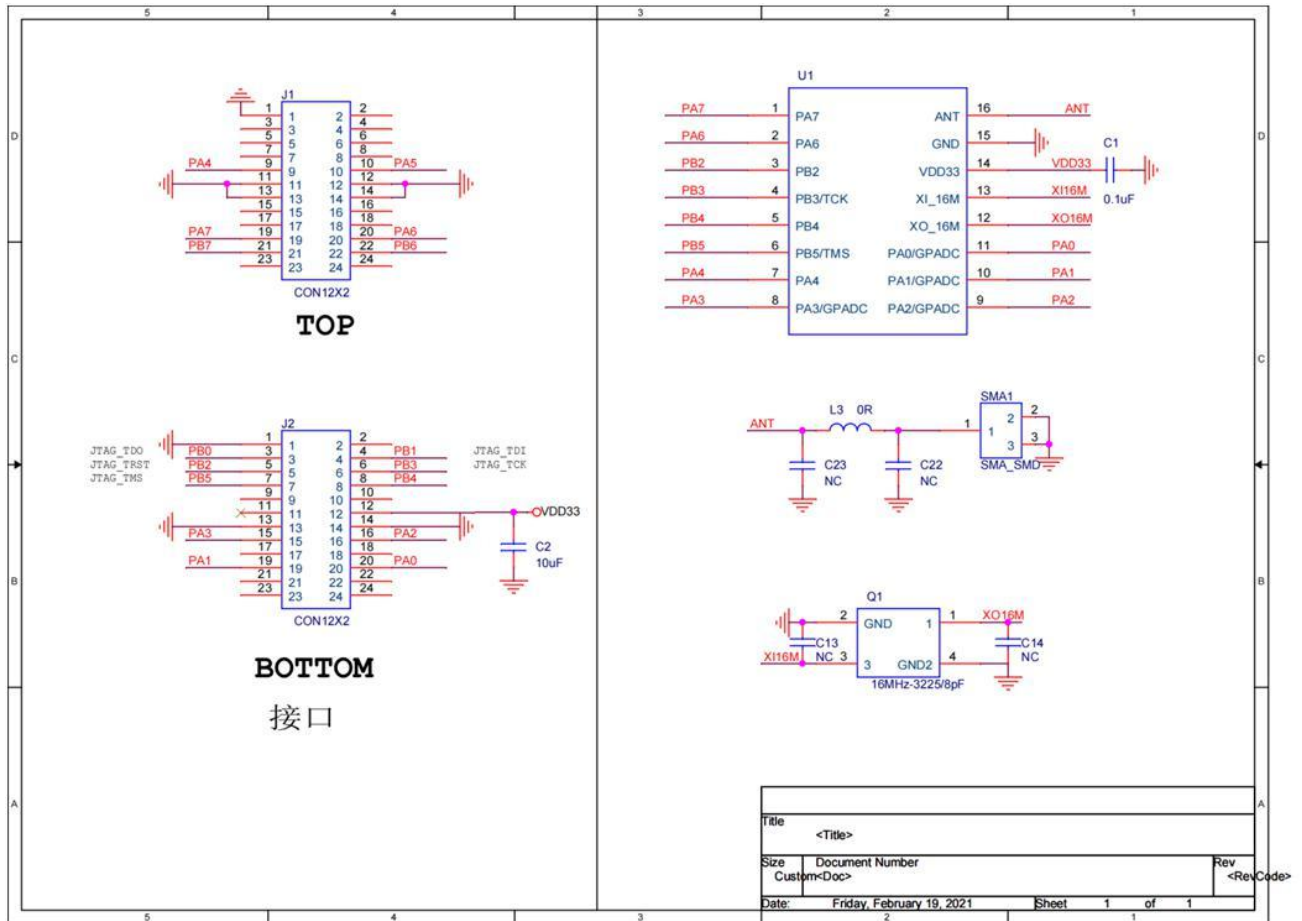 5 4 3 2 1
D
C
B
A
J1
1 1 2 2
3 3 4 4
5 5 6 6
7 7 8 8
PA4 9 9 10 10 PA5
11 11 12 12
13 13 14 14
15 15 16 16
17 17 18 18
PA7 19 19 20 20 PA6
PB7 21 21 22 22 PB6
23 23 24 24
CON12X2
TOP
J2
1 1 2 2
JTAG_TDO PB0 3 3 4 4 PB1 JTAG_TDI
JTAG_TRST PB2 5 5 6 6 PB3 JTAG_TCK
JTAG_TMS PB5 7 7 8 8 PB4
9 9 10 10
11 11 12 12 VDD33
13 13 14 14
PA3 15 15 16 16 PA2
17 17 18 18
PA1 19 19 20 20 PA0
21 21 22 22
23 23 24 24
C2
10uF
CON12X2
BOTTOM
接口
U1
PA7 1 PA7 ANT 16 ANT
PA6 2 PA6 GND 15
PB2 3 PB2 VDD33 14 VDD33
PB3 4 PB3/TCK XI_16M 13 XI16M
PB4 5 PB4 XO_16M 12 XO16M
PB5 6 PB5/TMS PA0/GPADC 11 PA0
PA4 7 PA4 PA1/GPADC 10 PA1
PA3 8 PA3/GPADC PA2/GPADC 9 PA2
C1
0.1uF
ANT
L3 0R
C23
NC
C22
NC
SMA1
1 1 2 2
3 3
SMA_SMD
Q1
2 GND 1 1 XO16M
C13
NC
C14
NC
XI16M 3 3 GND2 4
16MHz-3225/8pF
Title
<Title>
Size Document Number Rev
Custom <Doc> <RevCode>
Date: Friday, February 19, 2021 Sheet 1 of 1
5 4 3 2 1
D
C
B
A